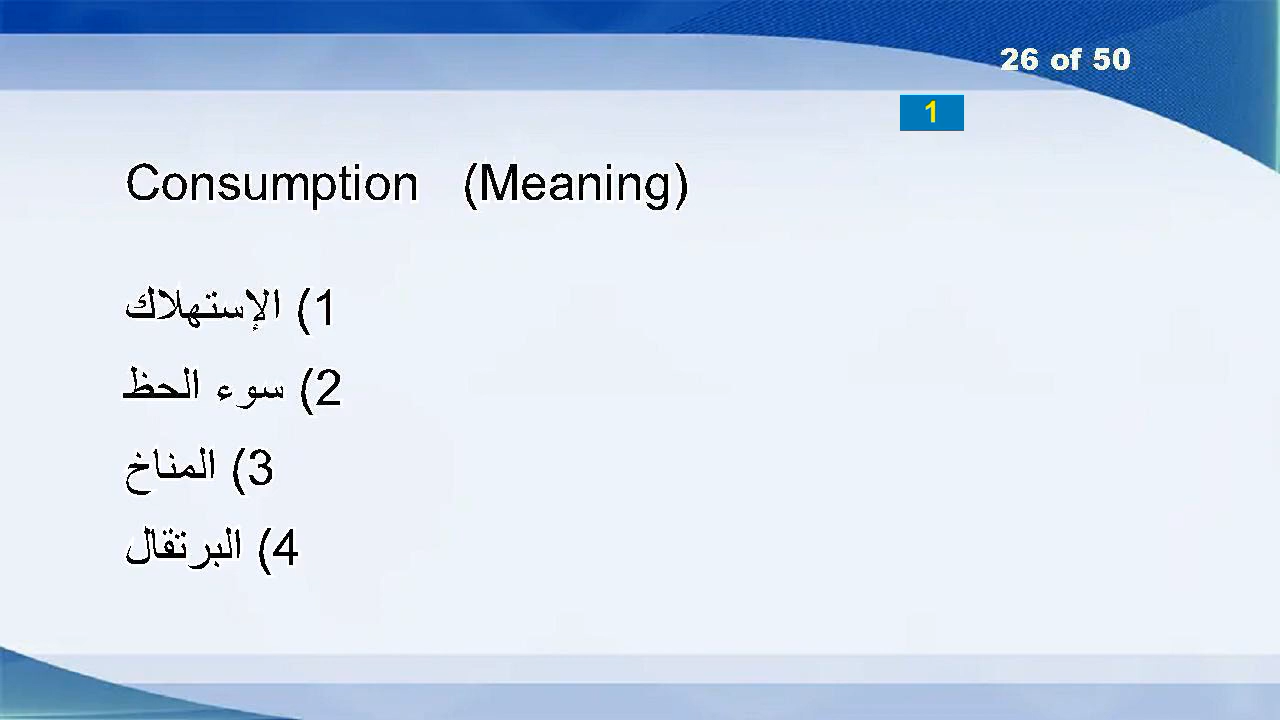 26 of 50
1
Consumption (Meaning)
1) الإستهلاك
2) سوء الحظ
3) المناخ
4) البرتقال